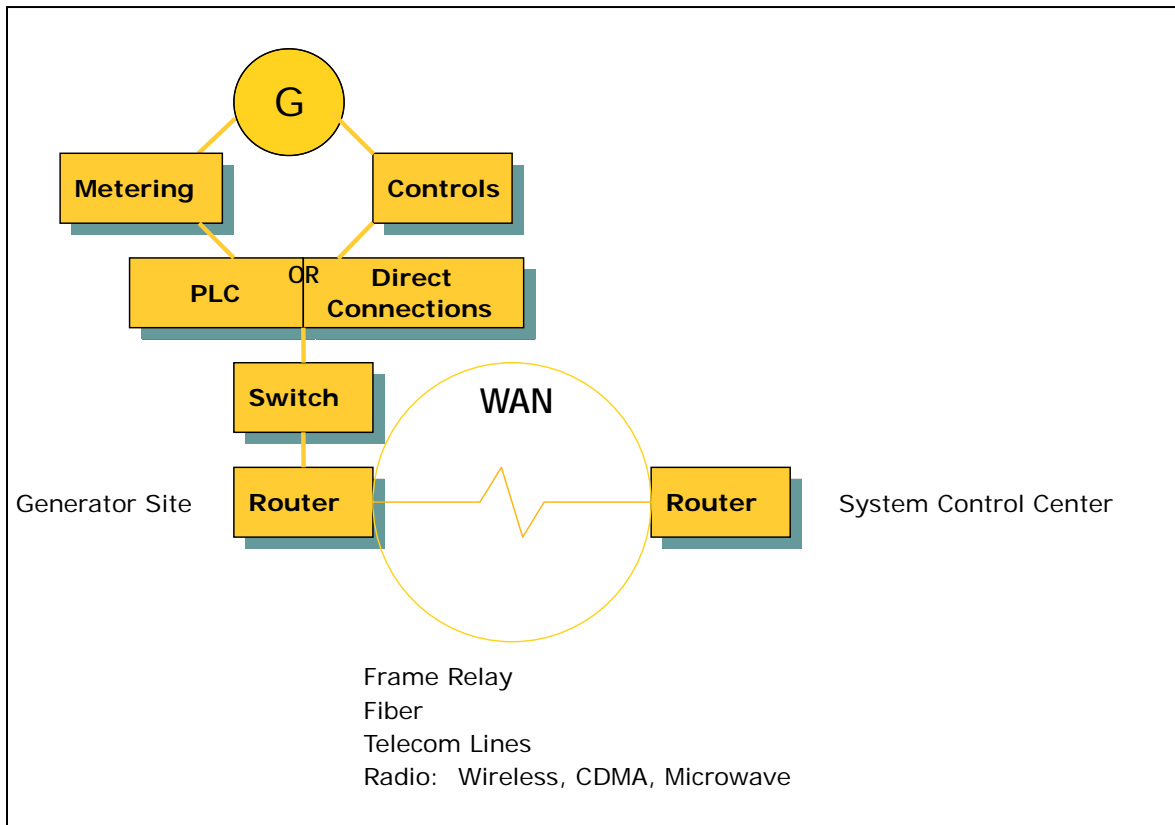 G
Metering
Controls
PLC
OR
Direct
Connections
Switch
WAN
Generator Site
Router
Router
System Control Center
Frame Relay
Fiber
Telecom Lines
Radio: Wireless, CDMA, Microwave